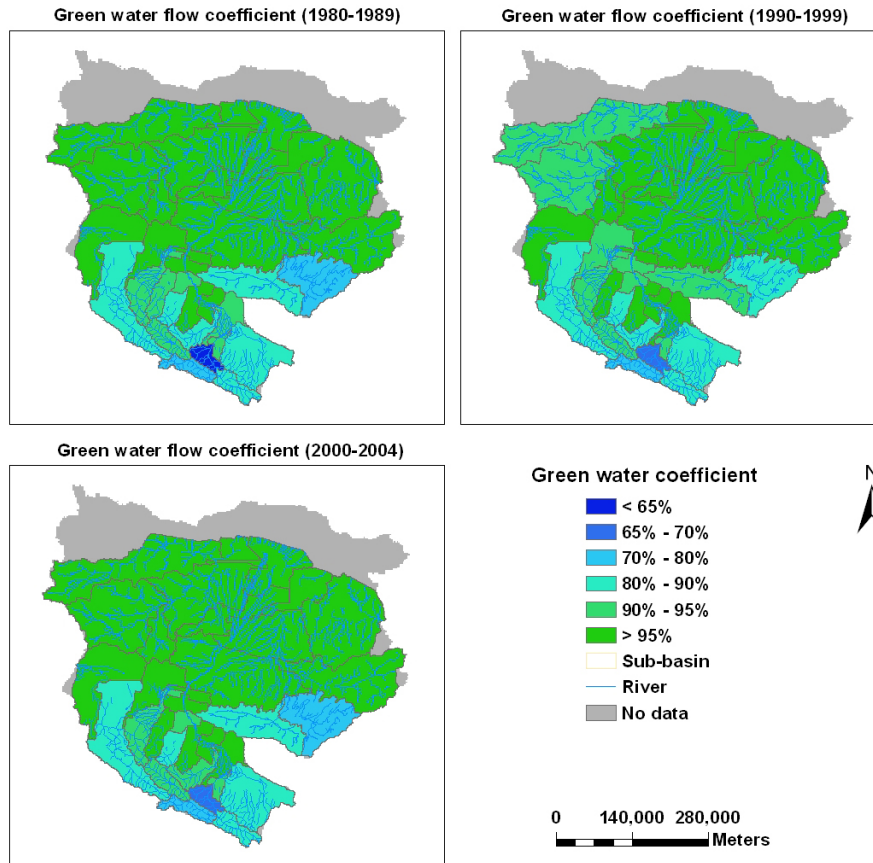 Green water flow coefficient (1980-1989)
Green water flow coefficient (1990-1999)
Green water flow coefficient (2000-2004)
Green water coefficient
< 65%
65% - 70%
70% - 80%
80% - 90%
90% - 95%
> 95%
Sub-basin
River
No data
N
0 140,000 280,000
Meters